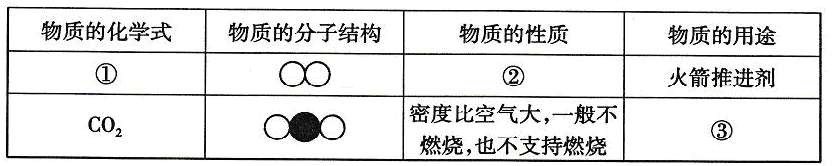 物质的化学式 物质的分子结构 物质的性质 物质的用途
① ② 火箭推进剂
CO₂ 密度比空气大,一般不燃烧,也不支持燃烧 ③